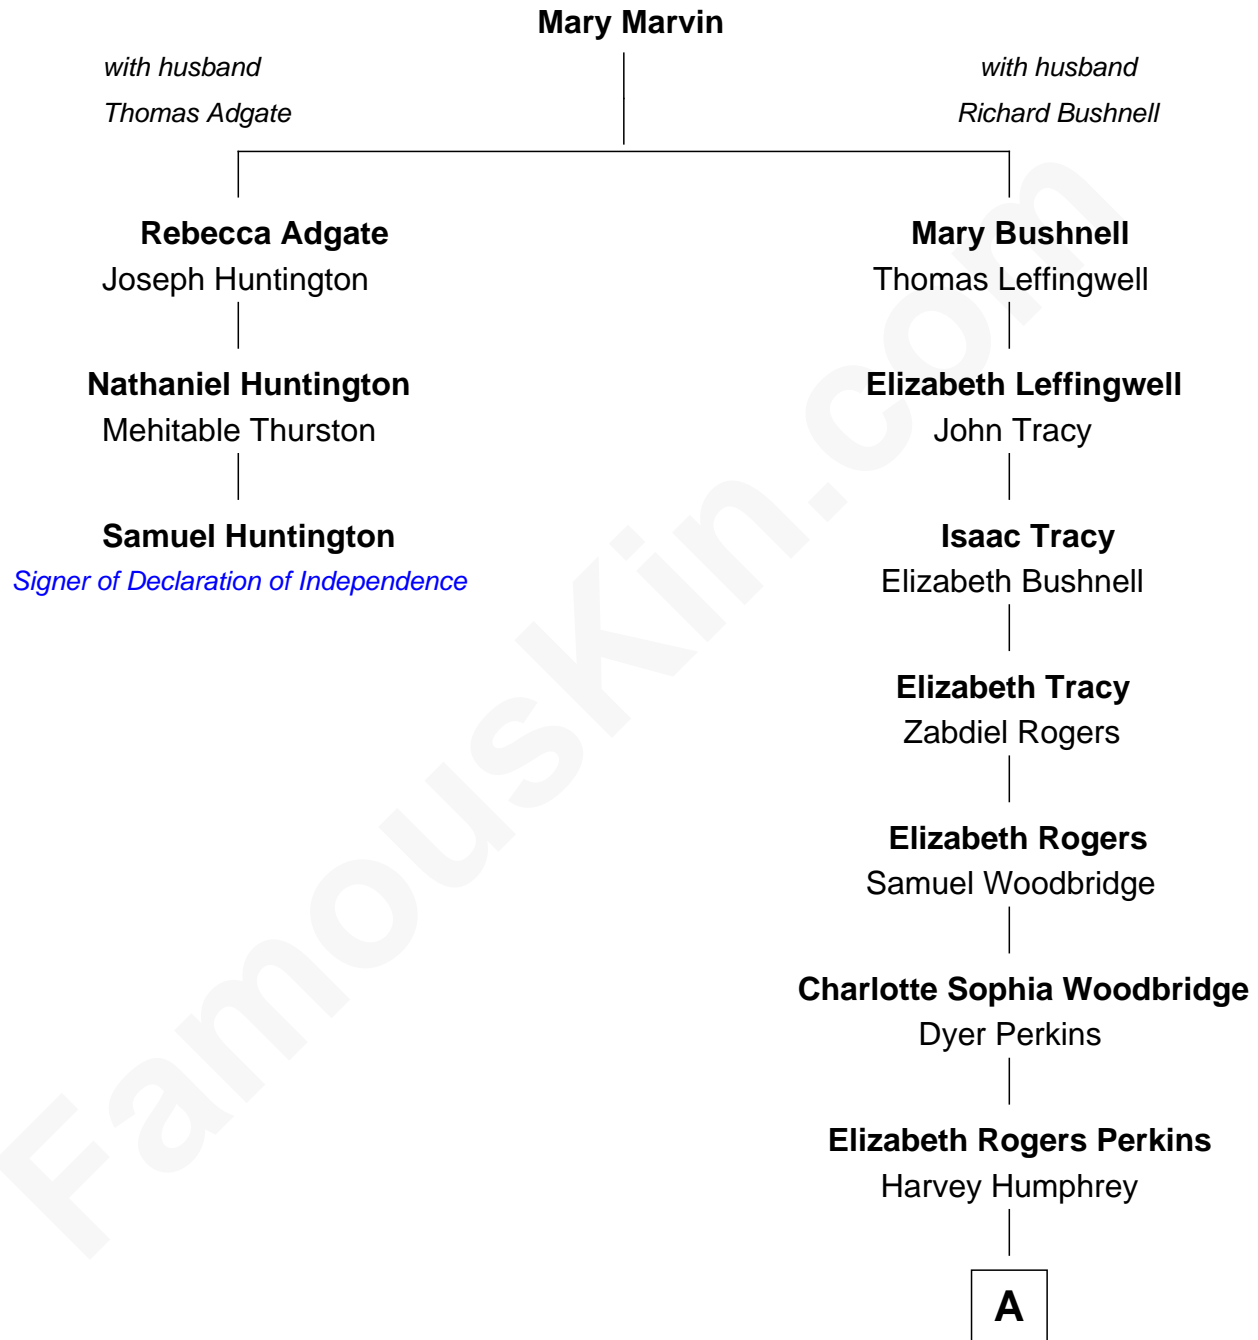 Mary Marvin
with husband
Thomas Adgate
with husband
Richard Bushnell
Rebecca Adgate
Joseph Huntington
Mary Bushnell
Thomas Leffingwell
Nathaniel Huntington
Mehitable Thurston
Elizabeth Leffingwell
John Tracy
Samuel Huntington
Signer of Declaration of Independence
Isaac Tracy
Elizabeth Bushnell
Elizabeth Tracy
Zabdiel Rogers
Elizabeth Rogers
Samuel Woodbridge
Charlotte Sophia Woodbridge
Dyer Perkins
Elizabeth Rogers Perkins
Harvey Humphrey
A
FamousKin.com